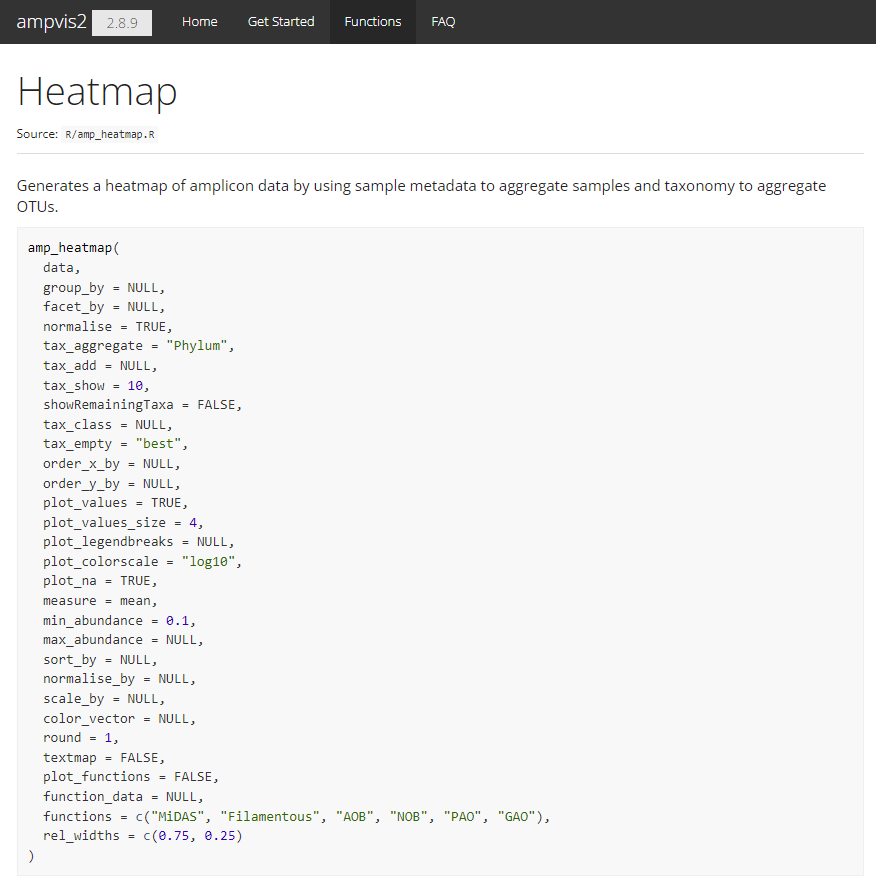 ampvis2 2.8.9 Home Get Started Functions FAQ
Heatmap
Source: R/amp_heatmap.R
Generates a heatmap of amplicon data by using sample metadata to aggregate samples and taxonomy to aggregate
OTUs.
amp_heatmap(
  data,
  group_by = NULL,
  facet_by = NULL,
  normalise = TRUE,
  tax_aggregate = "Phylum",
  tax_add = NULL,
  tax_show = 10,
  showRemainingTaxa = FALSE,
  tax_class = NULL,
  tax_empty = "best",
  order_x_by = NULL,
  order_y_by = NULL,
  plot_values = TRUE,
  plot_values_size = 4,
  plot_legendbreaks = NULL,
  plot_colorscale = "log10",
  plot_na = TRUE,
  measure = mean,
  min_abundance = 0.1,
  max_abundance = NULL,
  sort_by = NULL,
  normalise_by = NULL,
  scale_by = NULL,
  color_vector = NULL,
  round = 1,
  textmap = FALSE,
  plot_functions = FALSE,
  function_data = NULL,
  functions = c("MiDAS", "Filamentous", "AOB", "NOB", "PAO", "GAO"),
  rel_widths = c(0.75, 0.25)
)